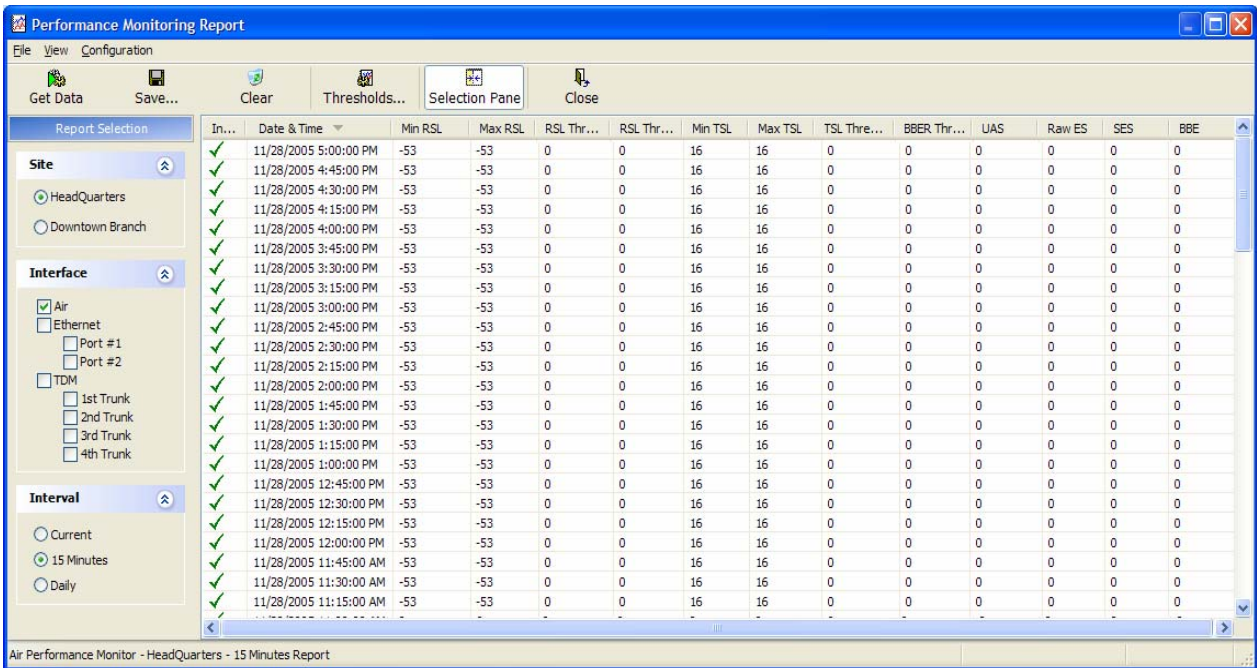 Performance Monitoring Report
File View Configuration
Get Data Save... Clear Thresholds... Selection Pane Close
Report Selection
Site
HeadQuarters
Downtown Branch
Interface
Air
Ethernet
Port #1
Port #2
TDM
1st Trunk
2nd Trunk
3rd Trunk
4th Trunk
Interval
Current
15 Minutes
Daily
In... Date & Time Min RSL Max RSL RSL Thr... RSL Thr... Min TSL Max TSL TSL Thre... BBER Thr... UAS Raw ES SES BBE
11/28/2005 5:00:00 PM -53 -53 0 0 16 16 0 0 0 0 0 0
11/28/2005 4:45:00 PM -53 -53 0 0 16 16 0 0 0 0 0 0
11/28/2005 4:30:00 PM -53 -53 0 0 16 16 0 0 0 0 0 0
11/28/2005 4:15:00 PM -53 -53 0 0 16 16 0 0 0 0 0 0
11/28/2005 4:00:00 PM -53 -53 0 0 16 16 0 0 0 0 0 0
11/28/2005 3:45:00 PM -53 -53 0 0 16 16 0 0 0 0 0 0
11/28/2005 3:30:00 PM -53 -53 0 0 16 16 0 0 0 0 0 0
11/28/2005 3:15:00 PM -53 -53 0 0 16 16 0 0 0 0 0 0
11/28/2005 3:00:00 PM -53 -53 0 0 16 16 0 0 0 0 0 0
11/28/2005 2:45:00 PM -53 -53 0 0 16 16 0 0 0 0 0 0
11/28/2005 2:30:00 PM -53 -53 0 0 16 16 0 0 0 0 0 0
11/28/2005 2:15:00 PM -53 -53 0 0 16 16 0 0 0 0 0 0
11/28/2005 2:00:00 PM -53 -53 0 0 16 16 0 0 0 0 0 0
11/28/2005 1:45:00 PM -53 -53 0 0 16 16 0 0 0 0 0 0
11/28/2005 1:30:00 PM -53 -53 0 0 16 16 0 0 0 0 0 0
11/28/2005 1:15:00 PM -53 -53 0 0 16 16 0 0 0 0 0 0
11/28/2005 1:00:00 PM -53 -53 0 0 16 16 0 0 0 0 0 0
11/28/2005 12:45:00 PM -53 -53 0 0 16 16 0 0 0 0 0 0
11/28/2005 12:30:00 PM -53 -53 0 0 16 16 0 0 0 0 0 0
11/28/2005 12:15:00 PM -53 -53 0 0 16 16 0 0 0 0 0 0
11/28/2005 12:00:00 PM -53 -53 0 0 16 16 0 0 0 0 0 0
11/28/2005 11:45:00 AM -53 -53 0 0 16 16 0 0 0 0 0 0
11/28/2005 11:30:00 AM -53 -53 0 0 16 16 0 0 0 0 0 0
11/28/2005 11:15:00 AM -53 -53 0 0 16 16 0 0 0 0 0 0
Air Performance Monitor - HeadQuarters - 15 Minutes Report